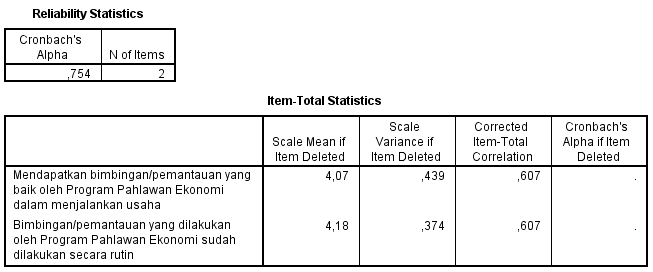 Reliability Statistics
Cronbach's
Alpha
N of Items
,754
2
Item-Total Statistics
Scale Mean if
Item Deleted
Scale
Variance if
Item Deleted
Corrected
Item-Total
Correlation
Cronbach's
Alpha if Item
Deleted
Mendapatkan bimbingan/pemantauan yang
baik oleh Program Pahlawan Ekonomi
dalam menjalankan usaha
4,07
,439
,607
.
Bimbingan/pemantauan yang dilakukan
oleh Program Pahlawan Ekonomi sudah
dilakukan secara rutin
4,18
,374
,607
.